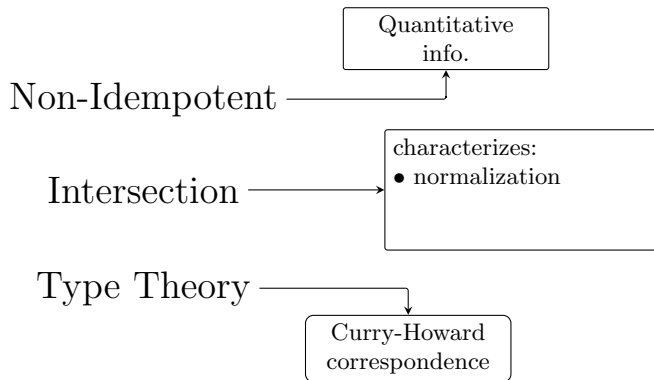 Quantitative
info.
Non-Idempotent
characterizes:
• normalization
Intersection
Type Theory
Curry-Howard
correspondence